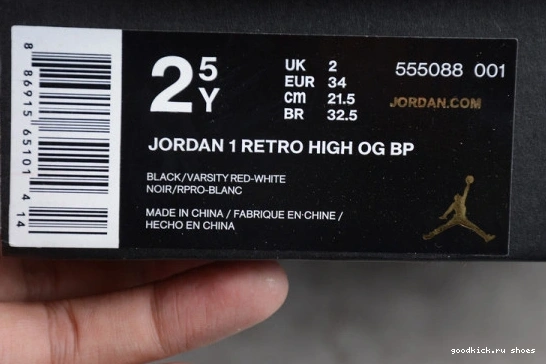 8 86915 65101 4 14
2 5Y
UK 2
EUR 34
cm 21.5
BR 32.5
555088 001
JORDAN.COM
JORDAN 1 RETRO HIGH OG BP
BLACK/VARSITY RED-WHITE
NOIR/RPRO-BLANC
MADE IN CHINA / FABRIQUE EN·CHINE /
HECHO EN CHINA
goodkick.ru shoes